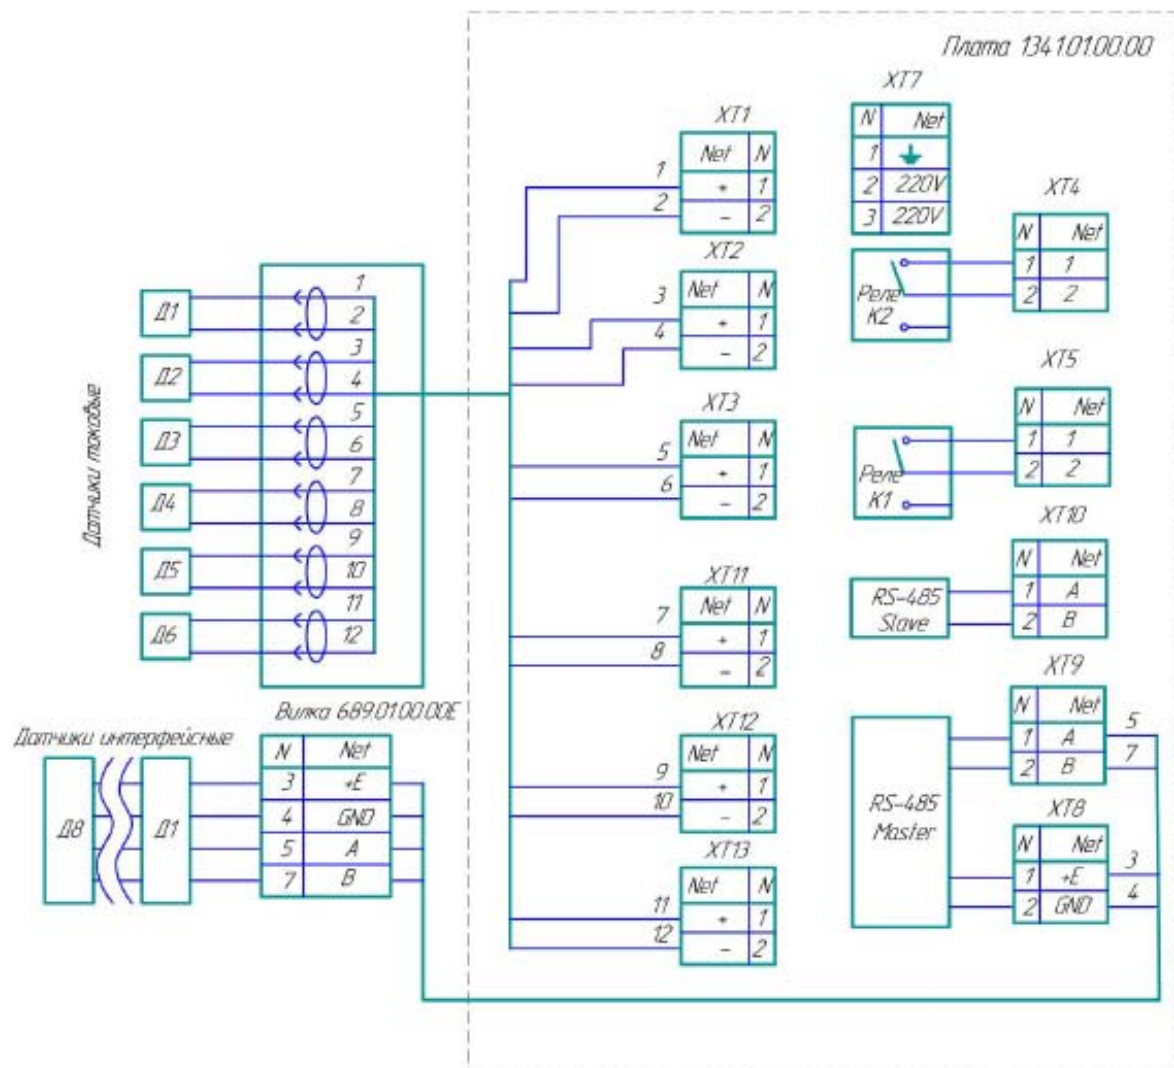 Плата 1341.01.00.00
XT7
N Net
1
2 220V
3 220V
XT1
Net N
1 + 1
2 - 2
XT4
N Net
1 1
2 2
Реле
К2
XT2
Net N
3 + 1
4 - 2
Датчики токовые
Д1
Д2
Д3
Д4
Д5
Д6
1
2
3
4
5
6
7
8
9
10
11
12
XT3
Net N
5 + 1
6 - 2
XT5
N Net
1 1
2 2
Реле
К1
XT10
N Net
1 A
2 B
RS-485
Slave
XT11
Net N
7 + 1
8 - 2
XT9
N Net
1 A 5
2 B 7
RS-485
Master
XT8
N Net
1 +E 3
2 GND 4
XT12
Net N
9 + 1
10 - 2
XT13
Net N
11 + 1
12 - 2
Вилка 689.01.00.00E
Датчики интерфейсные
Д8
Д1
N Net
3 +E
4 GND
5 A
7 B